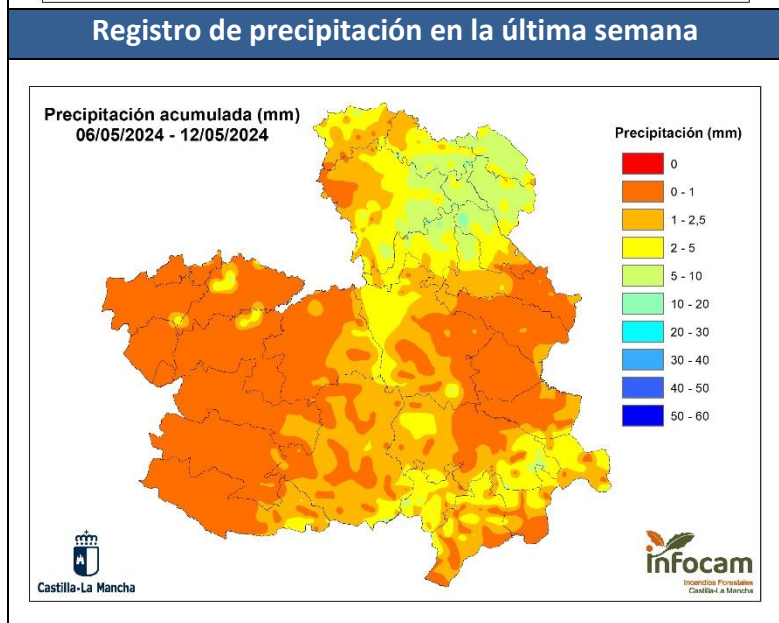 Registro de precipitación en la última semana
Precipitación acumulada (mm)
06/05/2024 - 12/05/2024
Precipitación (mm)
0
0 - 1
1 - 2,5
2 - 5
5 - 10
10 - 20
20 - 30
30 - 40
40 - 50
50 - 60
Castilla-La Mancha
infocam
Incendios Forestales
Castilla-La Mancha